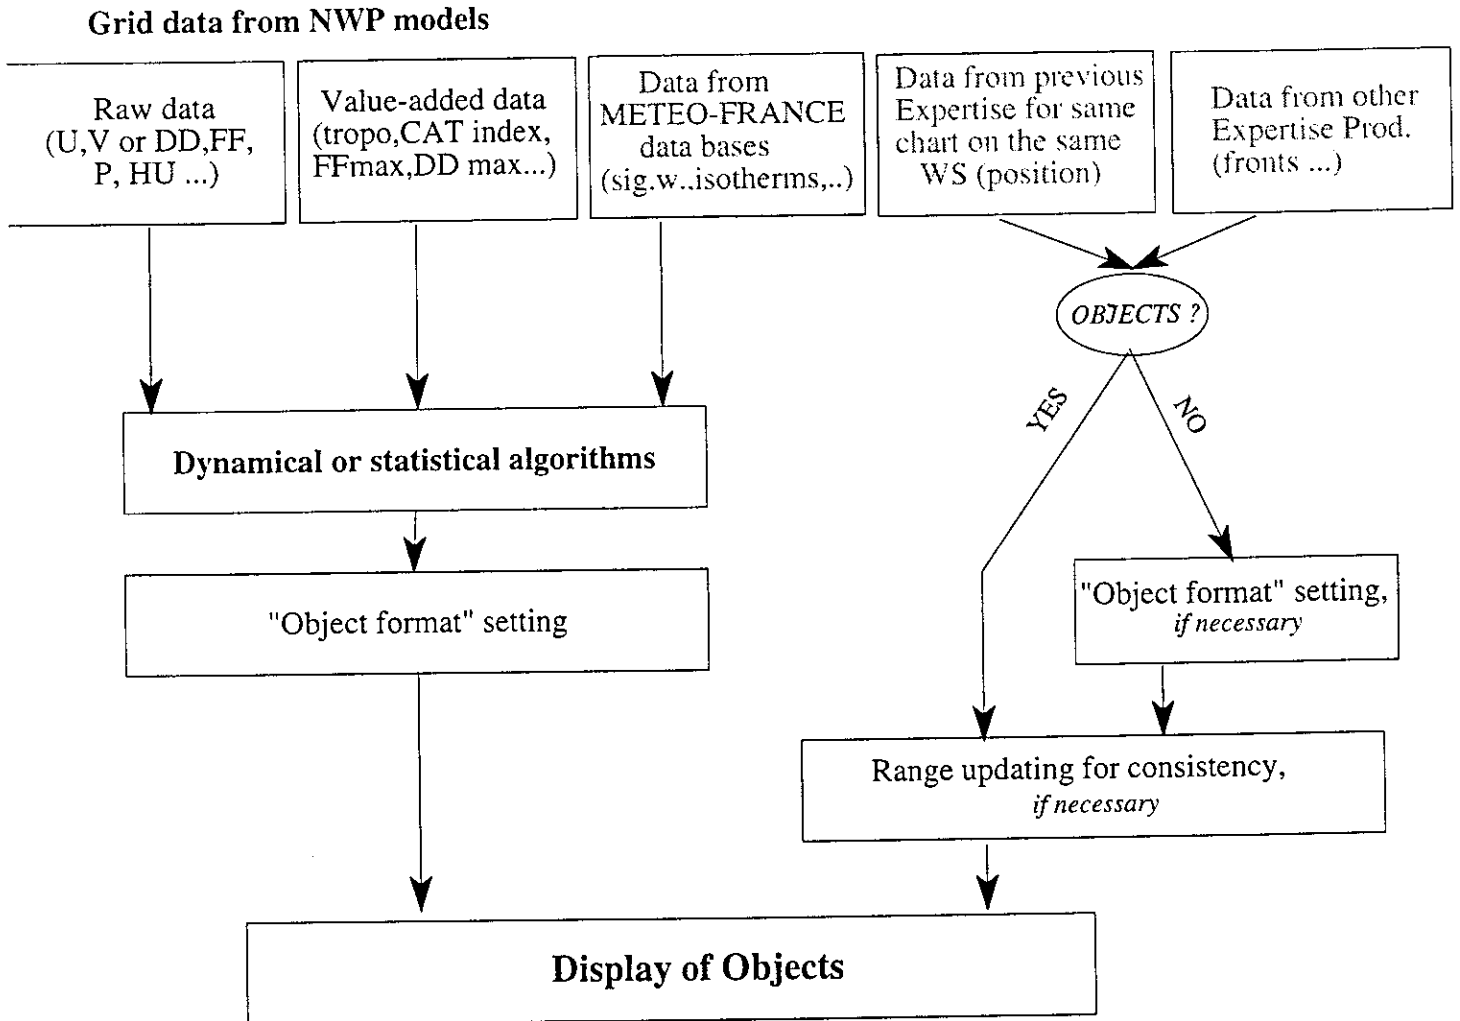 Grid data from NWP models
Raw data
(U,V or DD,FF,
P, HU ...)
Value-added data
(tropo,CAT index,
FFmax,DD max...)
Data from
METEO-FRANCE
data bases
(sig.w..isotherms,..)
Data from previous
Expertise for same
chart on the same
WS (position)
Data from other
Expertise Prod.
(fronts ...)
OBJECTS ?
YES
NO
Dynamical or statistical algorithms
"Object format" setting
"Object format" setting,
if necessary
Range updating for consistency,
if necessary
Display of Objects